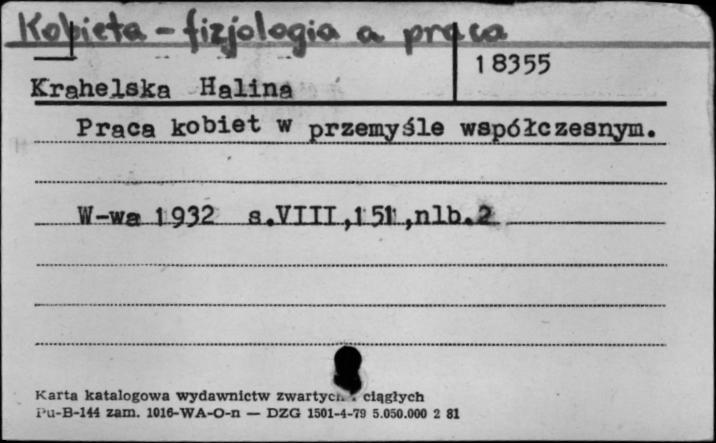 Kobieta - fizjologia a praca
18355
Krahelska Halina
Praca kobiet w przemyśle współczesnym.
W-wa 1932 s.VIII,151,nlb.2
Karta katalogowa wydawnictw zwartych i ciągłych
Pu-B-144 zam. 1016-WA-O-n — DZG 1501-4-79 5.050.000 2 81